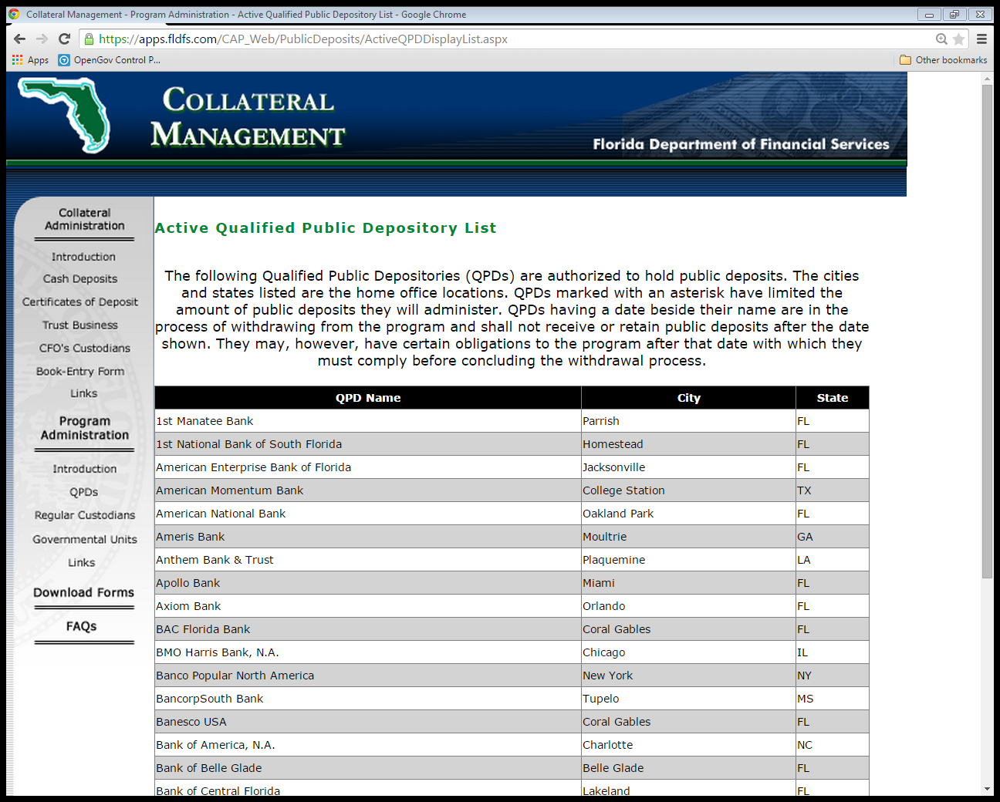 Collateral Management - Program Administration - Active Qualified Public Depository List - Google Chrome
https://apps.fldfs.com/CAP_Web/PublicDeposits/ActiveQPDDisplayList.aspx
Apps OpenGov Control P... Other bookmarks
COLLATERAL
MANAGEMENT
Florida Department of Financial Services
Collateral
Administration
Introduction
Cash Deposits
Certificates of Deposit
Trust Business
CFO's Custodians
Book-Entry Form
Links
Program
Administration
Introduction
QPDs
Regular Custodians
Governmental Units
Links
Download Forms
FAQs
Active Qualified Public Depository List
The following Qualified Public Depositories (QPDs) are authorized to hold public deposits. The cities
and states listed are the home office locations. QPDs marked with an asterisk have limited the
amount of public deposits they will administer. QPDs having a date beside their name are in the
process of withdrawing from the program and shall not receive or retain public deposits after the date
shown. They may, however, have certain obligations to the program after that date with which they
must comply before concluding the withdrawal process.
QPD Name City State
1st Manatee Bank Parrish FL
1st National Bank of South Florida Homestead FL
American Enterprise Bank of Florida Jacksonville FL
American Momentum Bank College Station TX
American National Bank Oakland Park FL
Ameris Bank Moultrie GA
Anthem Bank & Trust Plaquemine LA
Apollo Bank Miami FL
Axiom Bank Orlando FL
BAC Florida Bank Coral Gables FL
BMO Harris Bank, N.A. Chicago IL
Banco Popular North America New York NY
BancorpSouth Bank Tupelo MS
Banesco USA Coral Gables FL
Bank of America, N.A. Charlotte NC
Bank of Belle Glade Belle Glade FL
Bank of Central Florida Lakeland FL